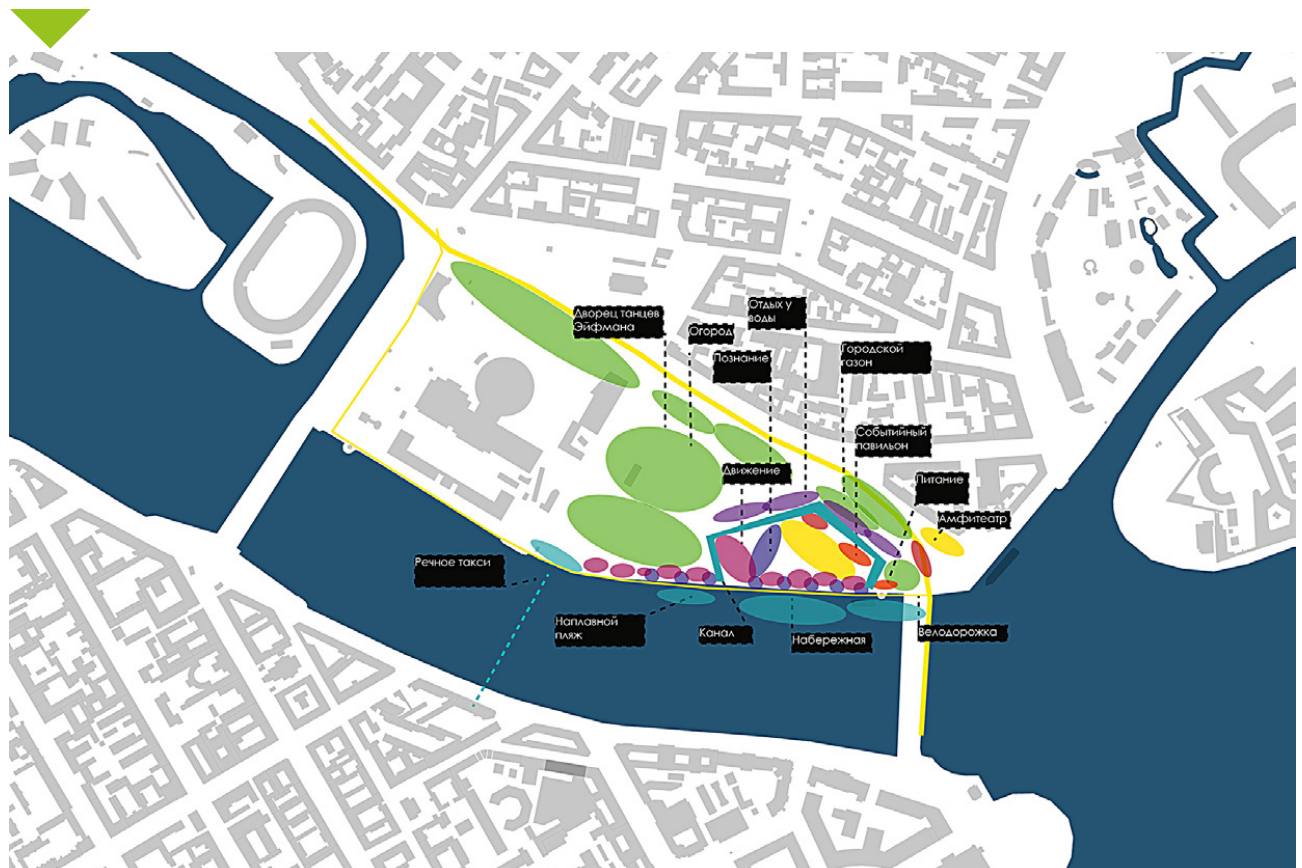 Дворец танцев
Эйфмана
Огород
Отдых у
воды
Познание
Городской
газон
Событийный
павильон
Движение
Питание
Амфитеатр
Речное такси
Наплавной
пляж
Канал
Набережная
Велодорожка